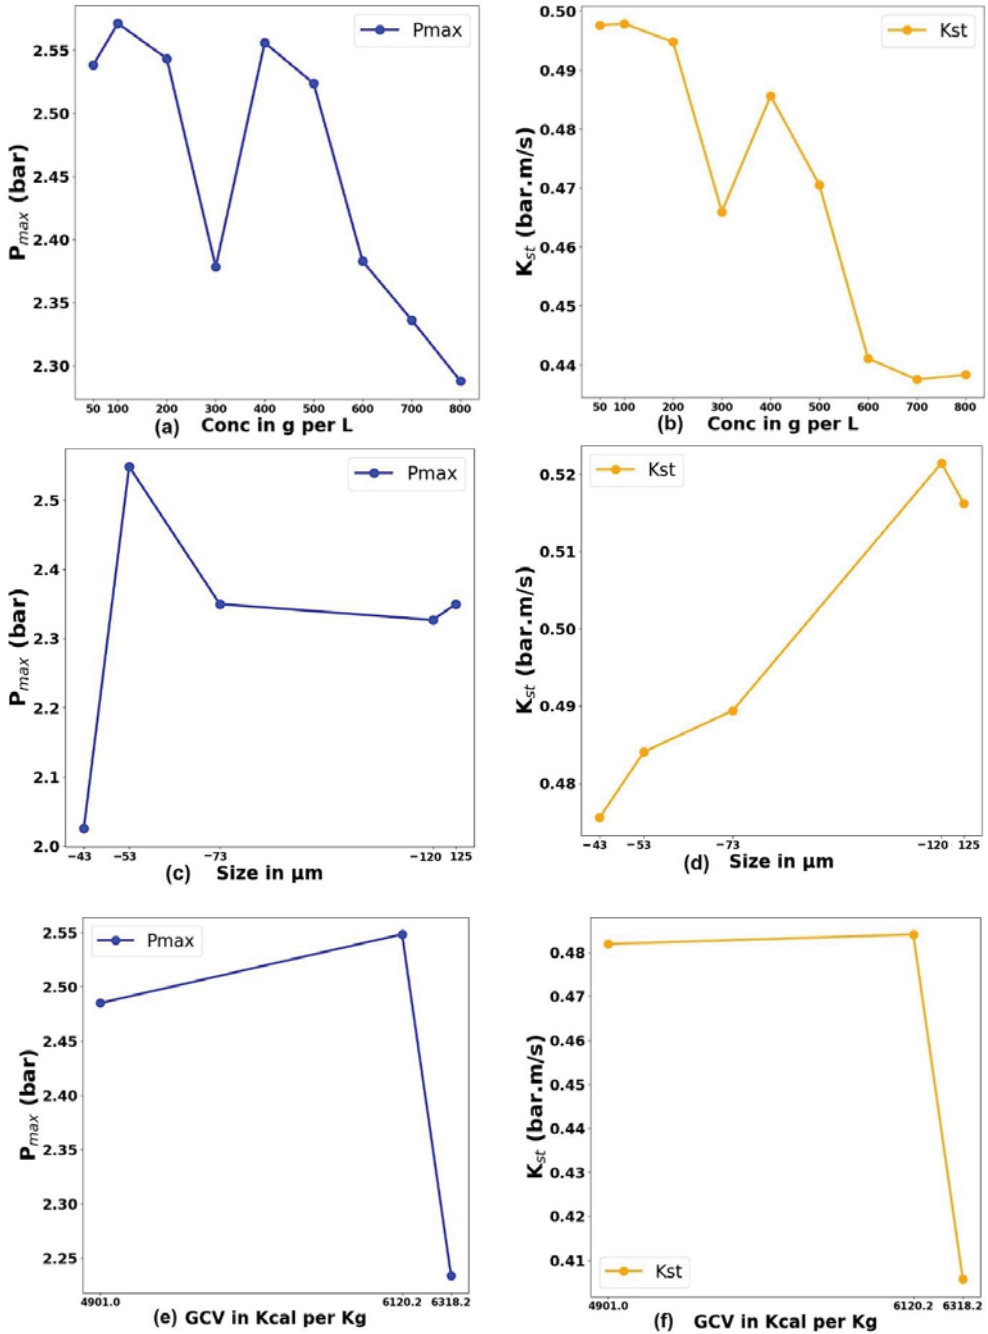 Pmax
2.55
2.50
2.45
2.40
2.35
2.30
P_max (bar)
50 100 200 300 400 500 600 700 800
(a) Conc in g per L
Kst
0.50
0.49
0.48
0.47
0.46
0.45
0.44
K_st (bar.m/s)
50 100 200 300 400 500 600 700 800
(b) Conc in g per L
Pmax
2.5
2.4
2.3
2.2
2.1
2.0
P_max (bar)
−43 −53 −73 −120 125
(c) Size in µm
Kst
0.52
0.51
0.50
0.49
0.48
K_st (bar.m/s)
−43 −53 −73 −120 125
(d) Size in µm
Pmax
2.55
2.50
2.45
2.40
2.35
2.30
2.25
P_max (bar)
4901.0 6120.2 6318.2
(e) GCV in Kcal per Kg
0.48
0.47
0.46
0.45
0.44
0.43
0.42
0.41
K_st (bar.m/s)
Kst
4901.0 6120.2 6318.2
(f) GCV in Kcal per Kg